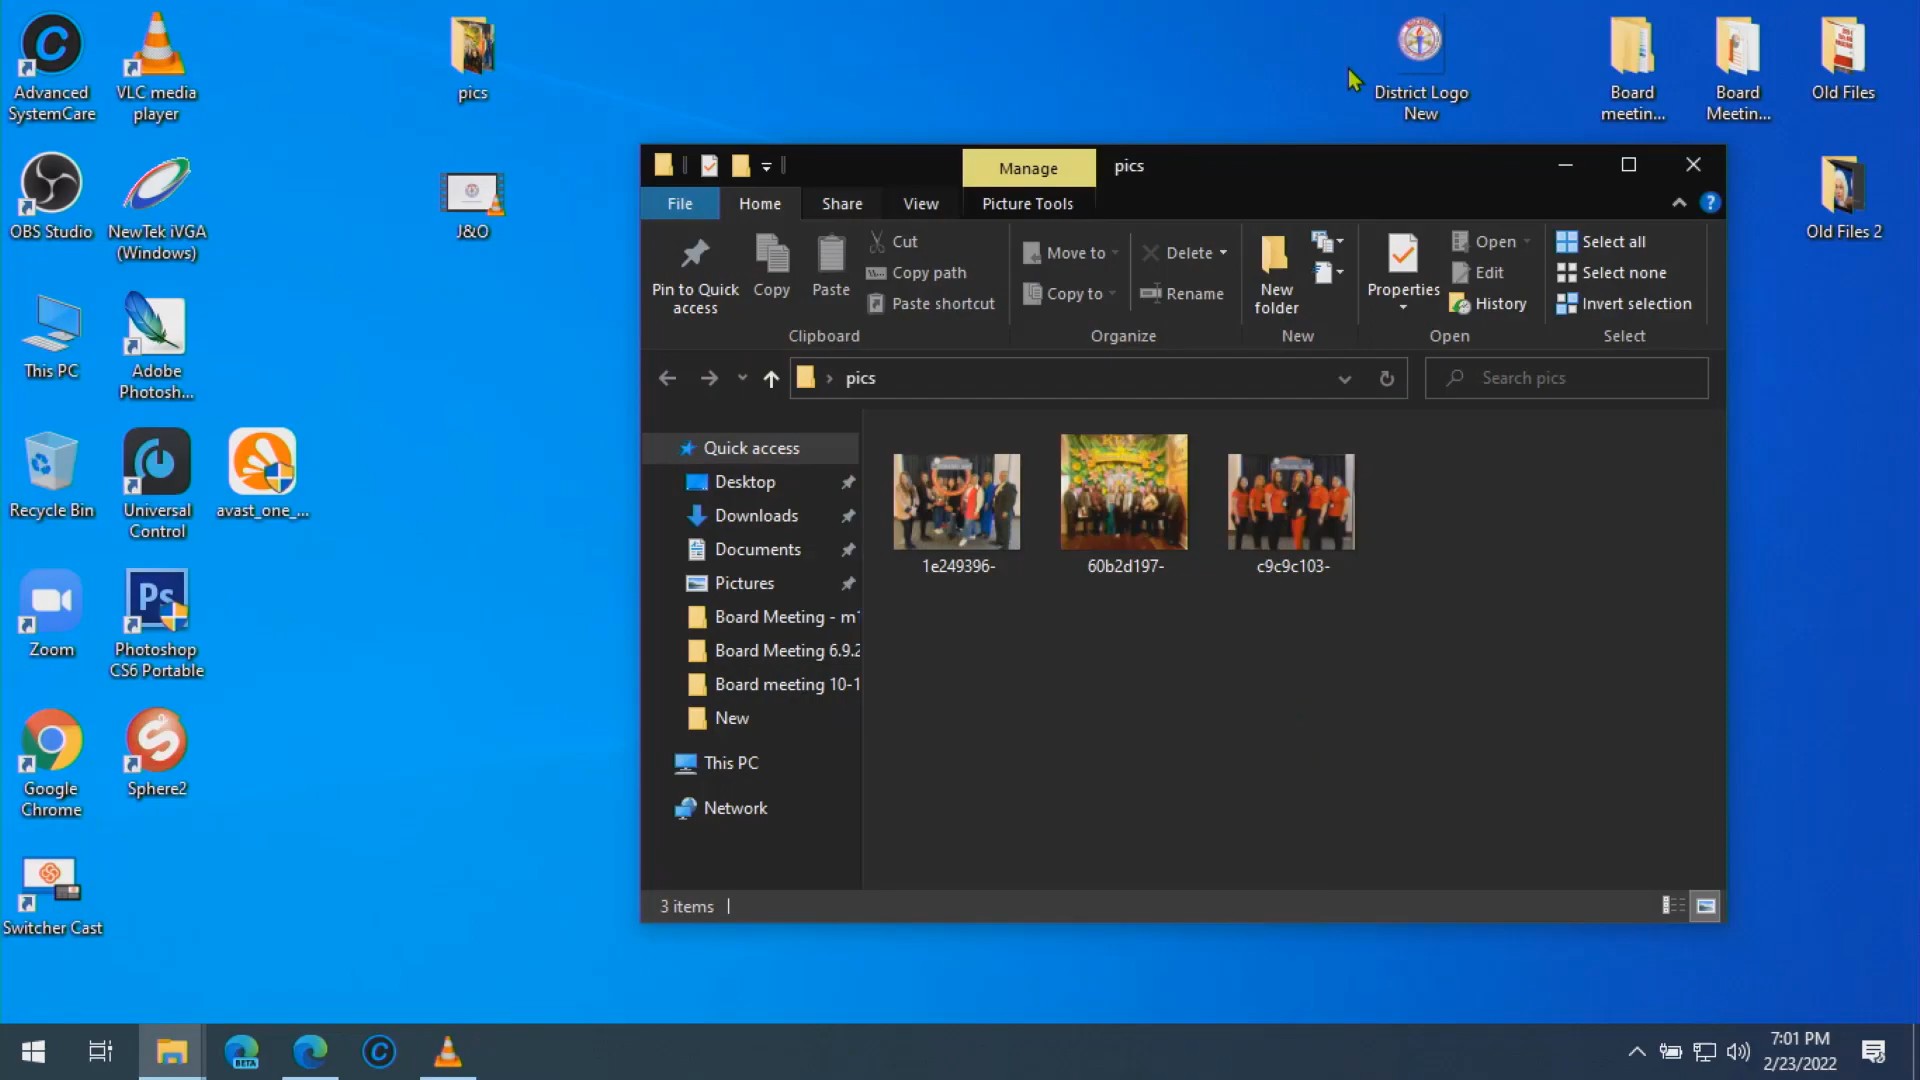 Advanced
SystemCare
VLC media
player
pics
District Logo
New
Board
meetin...
Board
Meetin...
Old Files
OBS Studio
NewTek iVGA
(Windows)
J&O
Old Files 2
This PC
Adobe
Photosh...
Recycle Bin
Universal
Control
avast_one_...
Zoom
Ps
Photoshop
CS6 Portable
Google
Chrome
Sphere2
Switcher Cast
Manage
pics
File
Home
Share
View
Picture Tools
?
Pin to Quick
access
Copy
Paste
Cut
Copy path
Paste shortcut
Clipboard
Move to
Copy to
Delete
Rename
Organize
New
folder
New
Properties
Open
Edit
History
Open
Select all
Select none
Invert selection
Select
pics
Search pics
Quick access
Desktop
Downloads
Documents
Pictures
Board Meeting - m
Board Meeting 6.9.2
Board meeting 10-1
New
This PC
Network
1e249396-
60b2d197-
c9c9c103-
3 items
BETA
7:01 PM
2/23/2022